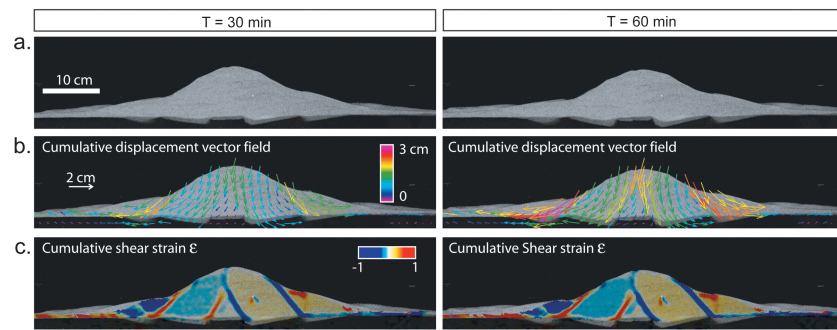 T = 30 min
T = 60 min
a.
10 cm
b.
Cumulative displacement vector field
3 cm
0
2 cm
Cumulative displacement vector field
c.
Cumulative shear strain ε
-1
1
Cumulative Shear strain ε